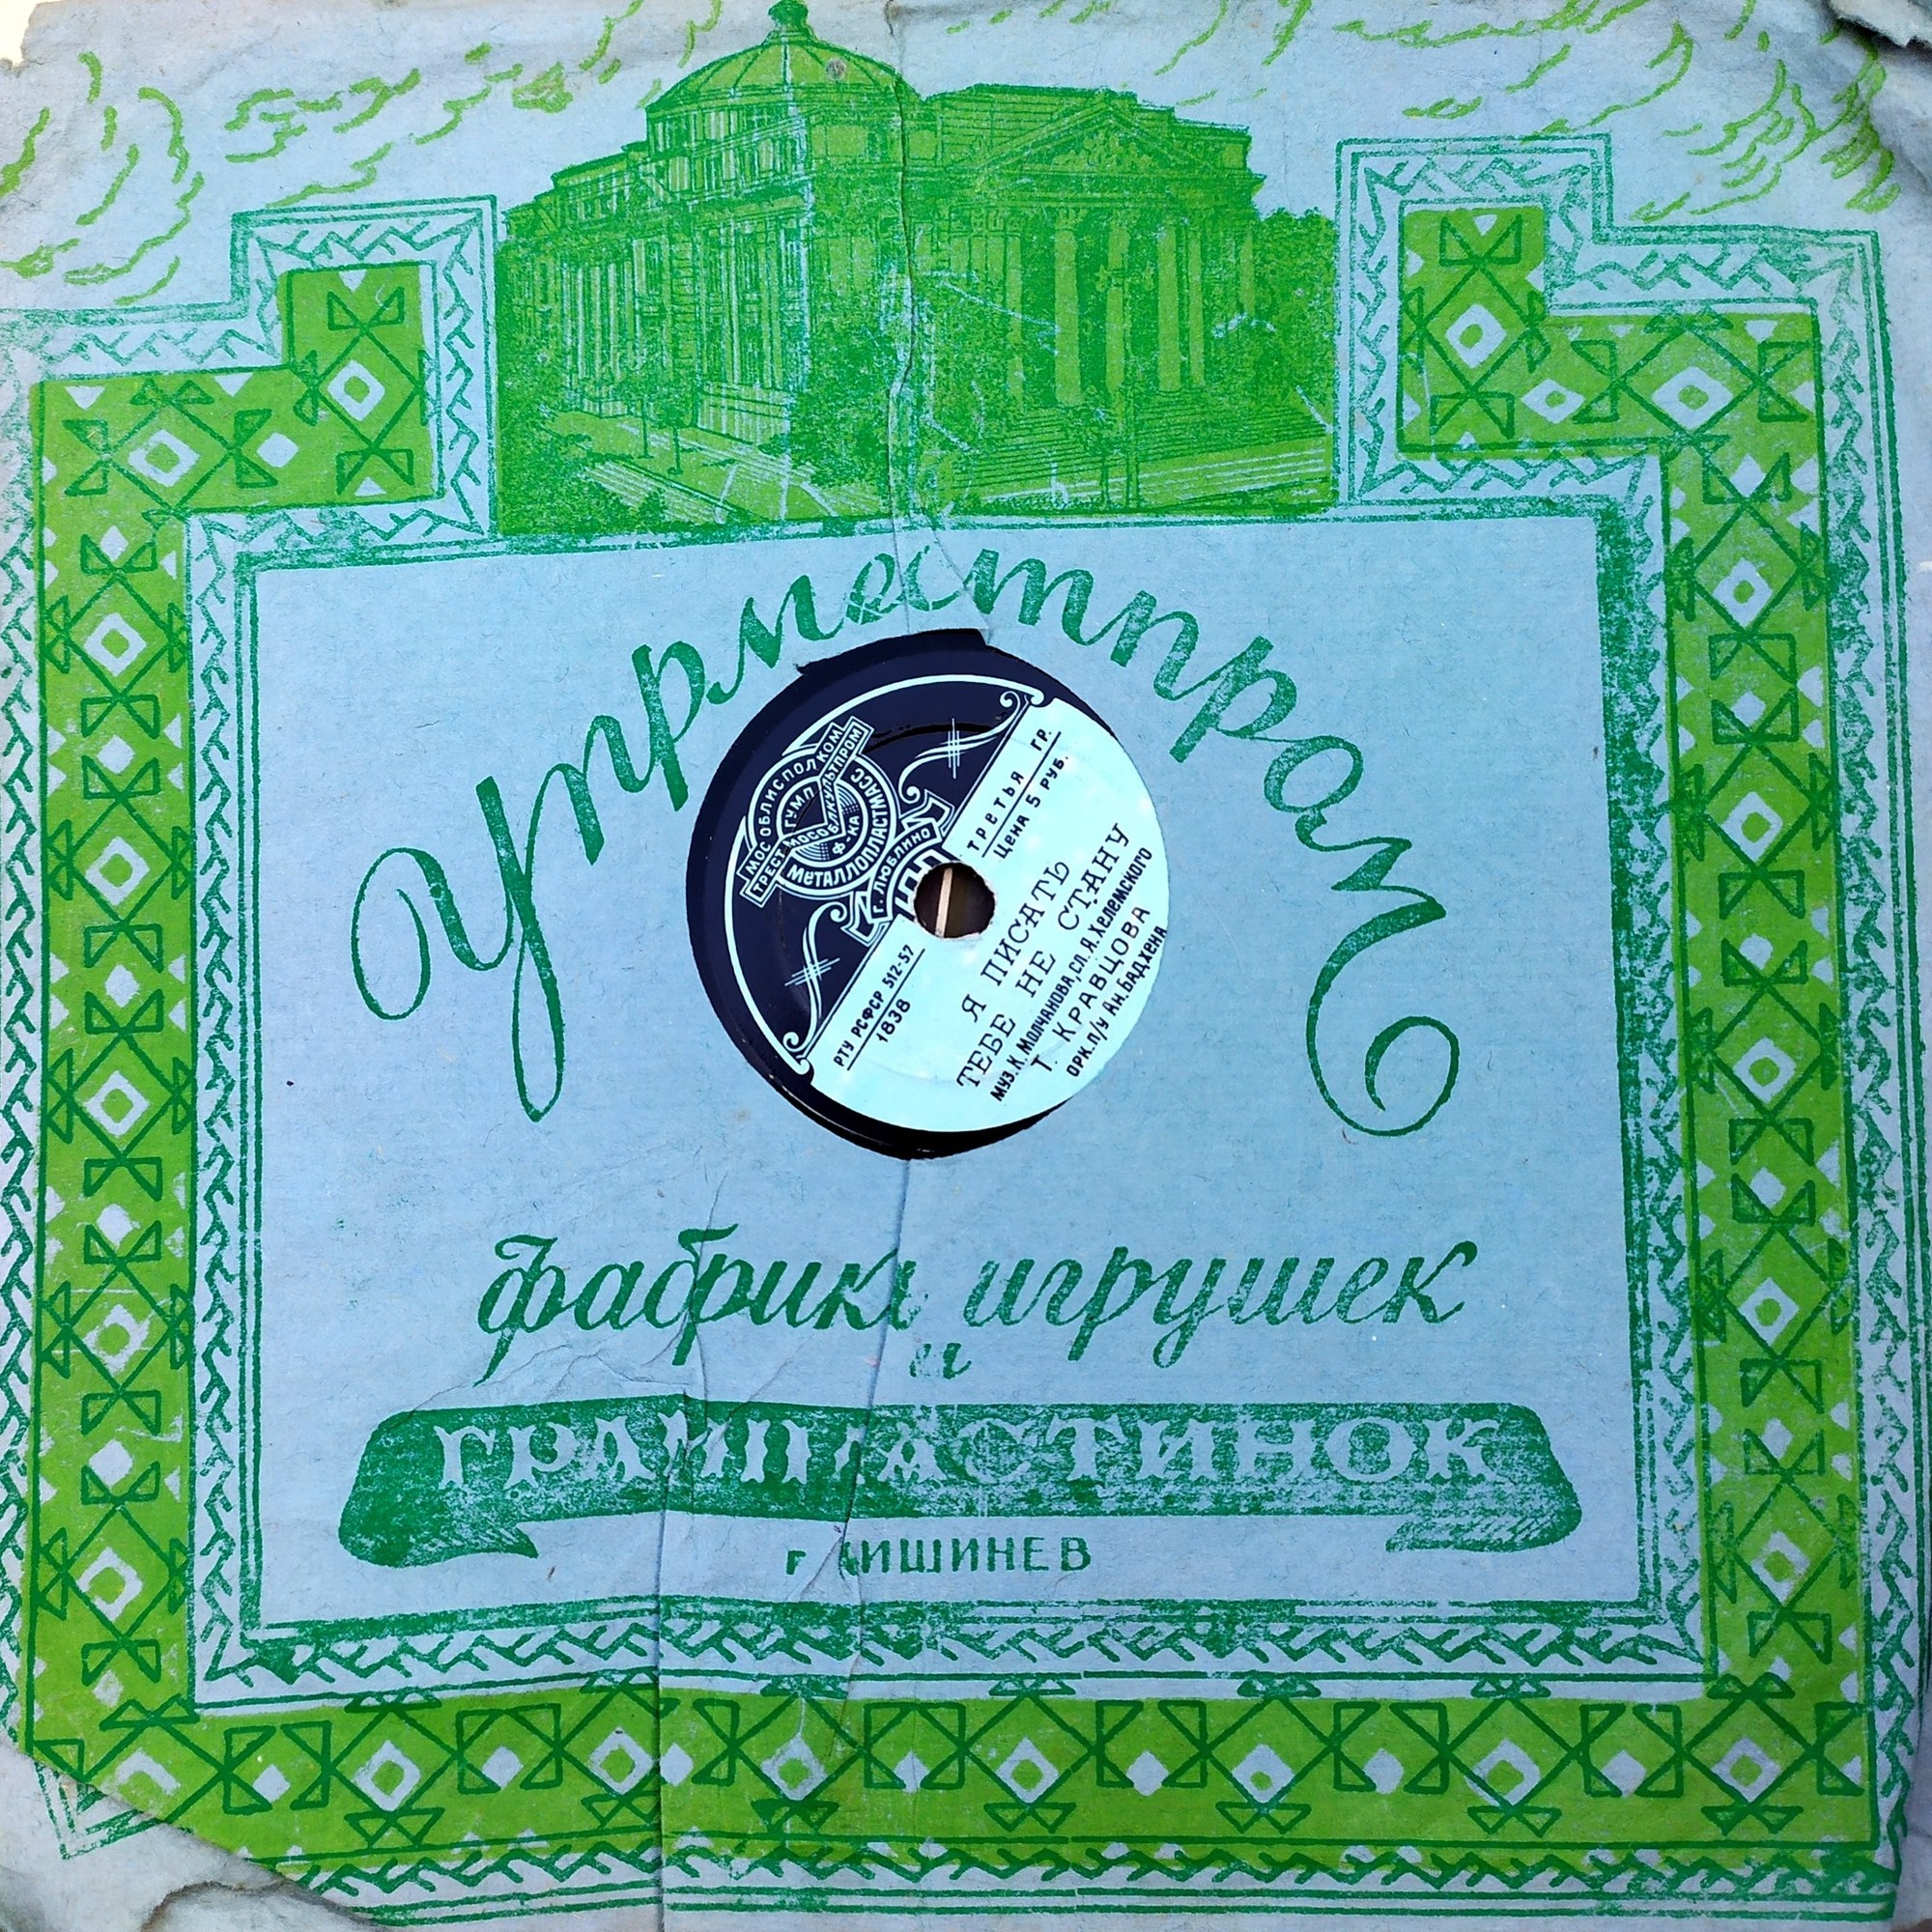 Упрместпром
МОСОБЛИСПОЛКОМ
ТРЕСТ МОСОБЛКУЛЬТПРОМ
ГУМП
Ф-КА
МЕТАЛЛОПЛАСТМАСС
г. ЛЮБЛИНО
ТРЕТЬЯ ГР.
Цена 5 РУБ.
РТУ РСФСР 512-57
1838
Я ПИСАТЬ
ТЕБЕ НЕ СТАНУ
Муз. К. Молчанова, сл. Я. Хелемского
Т. КРАВЦОВА
ОРК. П/У Ан. Бадхена
фабрика игрушек
и
ГРАМПЛАСТИНОК
г КИШИНЕВ